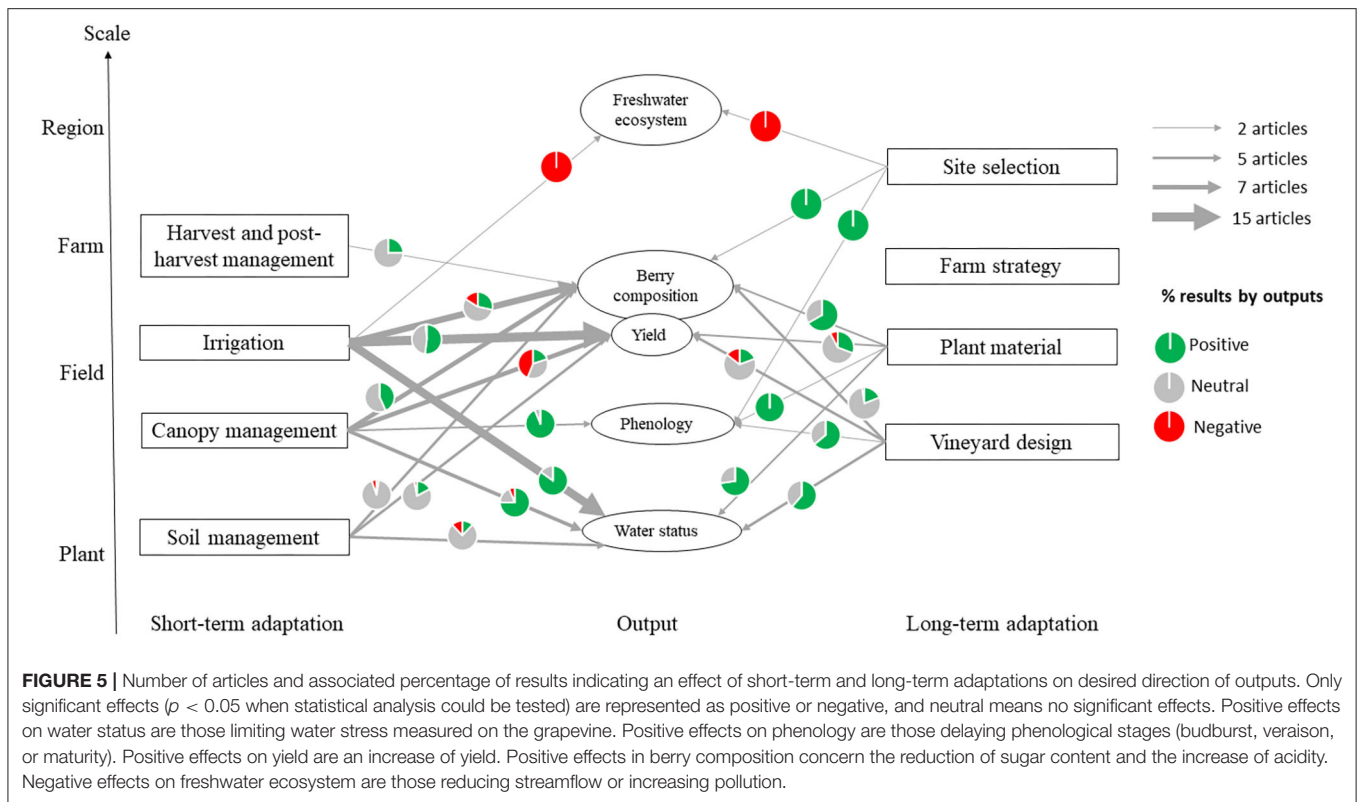 Scale
Region
Farm
Field
Plant
Harvest and post-
harvest management
Irrigation
Canopy management
Soil management
Short-term adaptation
Freshwater
ecosystem
Berry
composition
Yield
Phenology
Water status
Output
Site selection
Farm strategy
Plant material
Vineyard design
Long-term adaptation
2 articles
5 articles
7 articles
15 articles
% results by outputs
Positive
Neutral
Negative
FIGURE 5 | Number of articles and associated percentage of results indicating an effect of short-term and long-term adaptations on desired direction of outputs. Only
significant effects (p < 0.05 when statistical analysis could be tested) are represented as positive or negative, and neutral means no significant effects. Positive effects
on water status are those limiting water stress measured on the grapevine. Positive effects on phenology are those delaying phenological stages (budburst, veraison,
or maturity). Positive effects on yield are an increase of yield. Positive effects in berry composition concern the reduction of sugar content and the increase of acidity.
Negative effects on freshwater ecosystem are those reducing streamflow or increasing pollution.